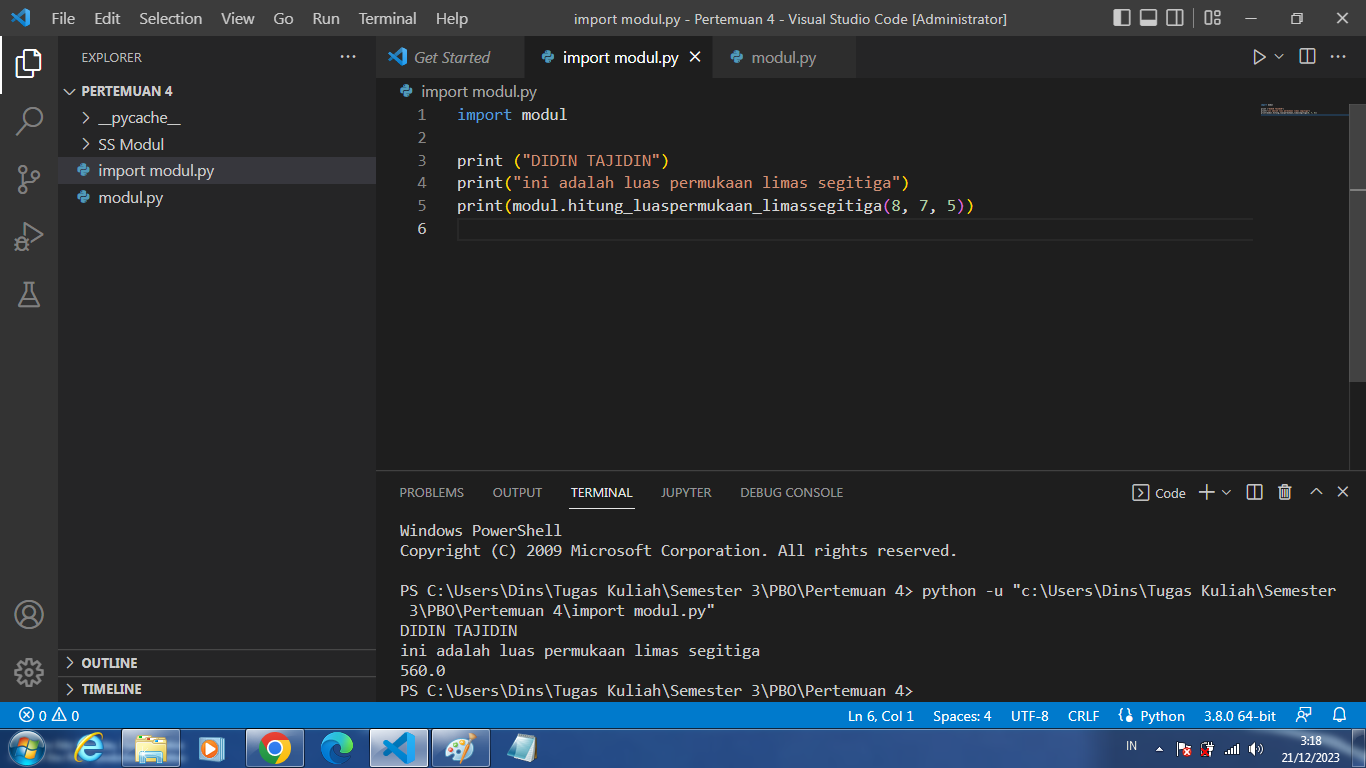 File Edit Selection View Go Run Terminal Help import modul.py - Pertemuan 4 - Visual Studio Code [Administrator]
EXPLORER
PERTEMUAN 4
__pycache__
SS Modul
import modul.py
modul.py
OUTLINE
TIMELINE
Get Started import modul.py modul.py
import modul.py
1 import modul
2
3 print ("DIDIN TAJIDIN")
4 print("ini adalah luas permukaan limas segitiga")
5 print(modul.hitung_luaspermukaan_limassegitiga(8, 7, 5))
6
PROBLEMS OUTPUT TERMINAL JUPYTER DEBUG CONSOLE Code
Windows PowerShell
Copyright (C) 2009 Microsoft Corporation. All rights reserved.
PS C:\Users\Dins\Tugas Kuliah\Semester 3\PBO\Pertemuan 4> python -u "c:\Users\Dins\Tugas Kuliah\Semester
3\PBO\Pertemuan 4\import modul.py"
DIDIN TAJIDIN
ini adalah luas permukaan limas segitiga
560.0
PS C:\Users\Dins\Tugas Kuliah\Semester 3\PBO\Pertemuan 4>
0 0 Ln 6, Col 1 Spaces: 4 UTF-8 CRLF Python 3.8.0 64-bit
IN 3:18
21/12/2023